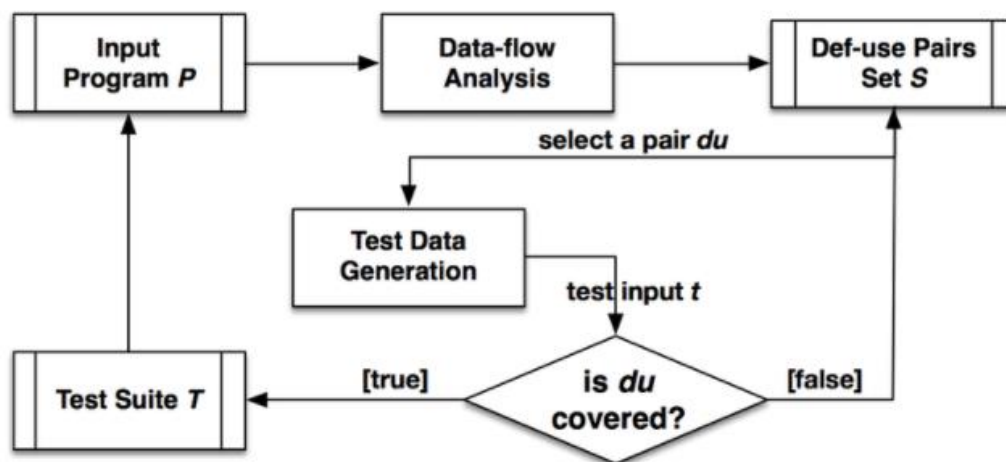 Input
Program P
Data-flow
Analysis
Def-use Pairs
Set S
select a pair du
Test Data
Generation
test input t
Test Suite T
[true]
is du
covered?
[false]